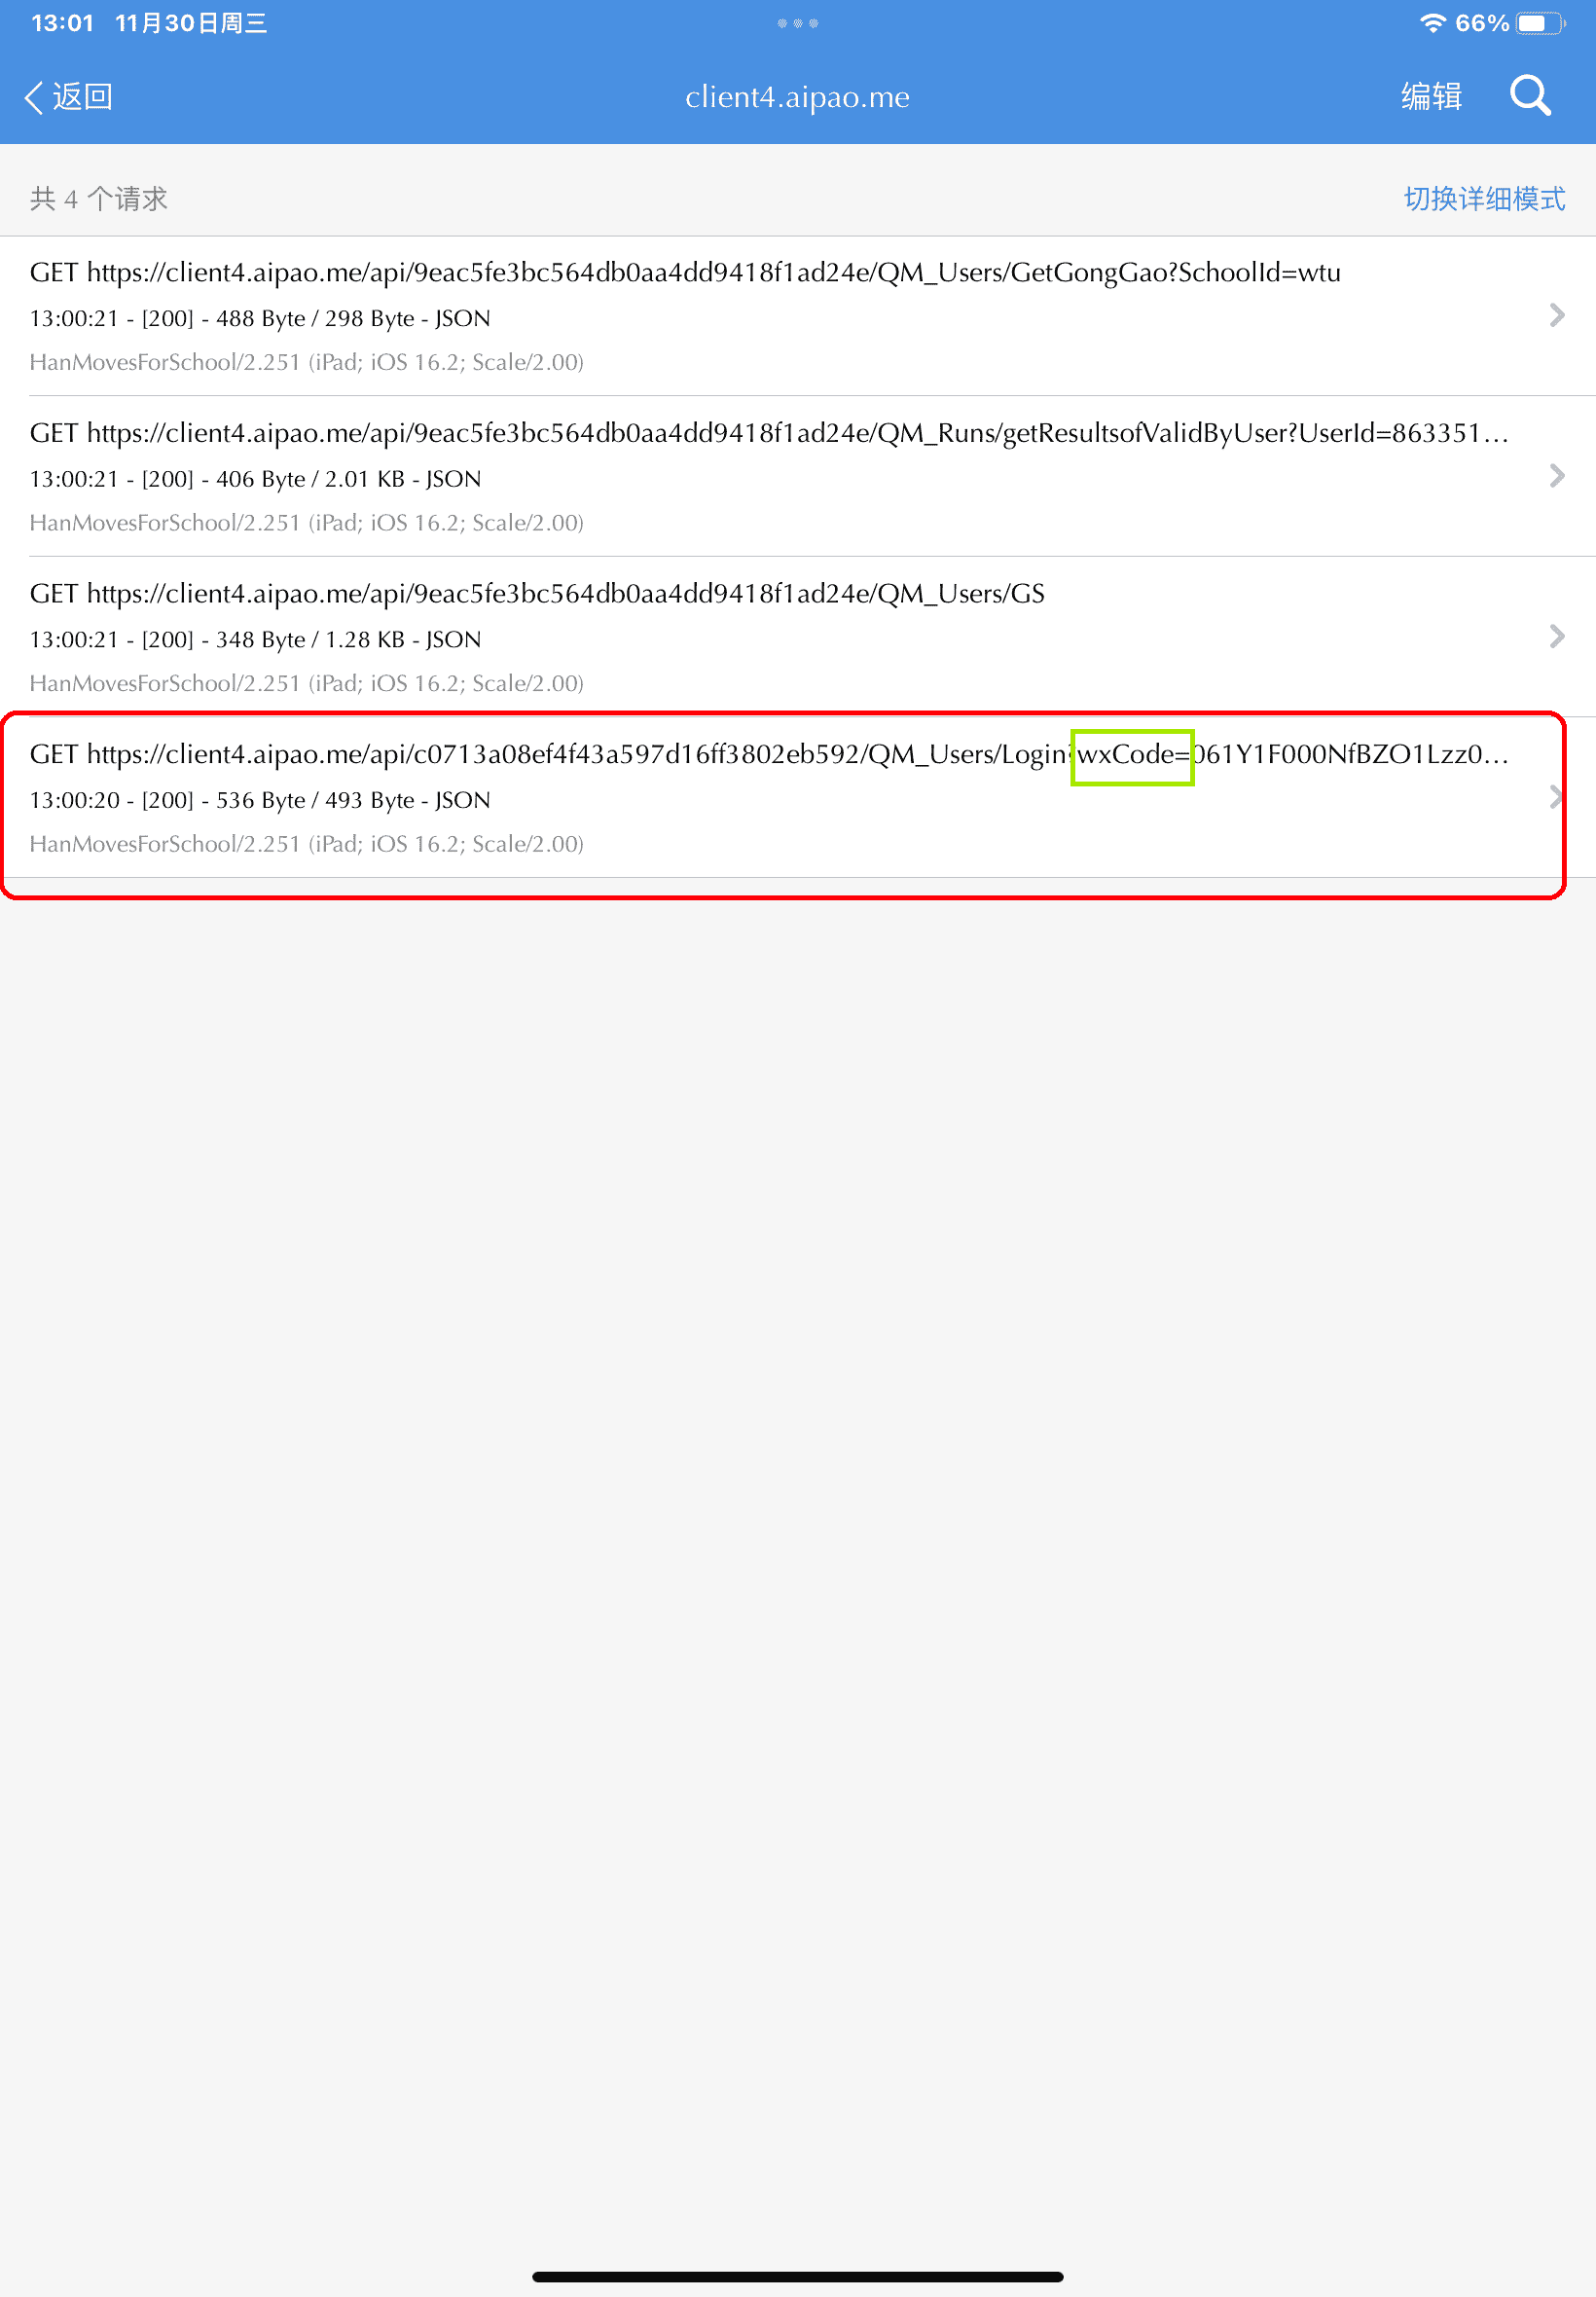 13:01 11月30日周三
66%
返回
client4.aipao.me
编辑
共 4 个请求
切换详细模式
GET https://client4.aipao.me/api/9eac5fe3bc564db0aa4dd9418f1ad24e/QM_Users/GetGongGao?SchoolId=wtu
13:00:21 - [200] - 488 Byte / 298 Byte - JSON
HanMovesForSchool/2.251 (iPad; iOS 16.2; Scale/2.00)
GET https://client4.aipao.me/api/9eac5fe3bc564db0aa4dd9418f1ad24e/QM_Runs/getResultsofValidByUser?UserId=863351...
13:00:21 - [200] - 406 Byte / 2.01 KB - JSON
HanMovesForSchool/2.251 (iPad; iOS 16.2; Scale/2.00)
GET https://client4.aipao.me/api/9eac5fe3bc564db0aa4dd9418f1ad24e/QM_Users/GS
13:00:21 - [200] - 348 Byte / 1.28 KB - JSON
HanMovesForSchool/2.251 (iPad; iOS 16.2; Scale/2.00)
GET https://client4.aipao.me/api/c0713a08ef4f43a597d16ff3802eb592/QM_Users/Login?wxCode=061Y1F000NfBZO1Lzz0...
13:00:20 - [200] - 536 Byte / 493 Byte - JSON
HanMovesForSchool/2.251 (iPad; iOS 16.2; Scale/2.00)